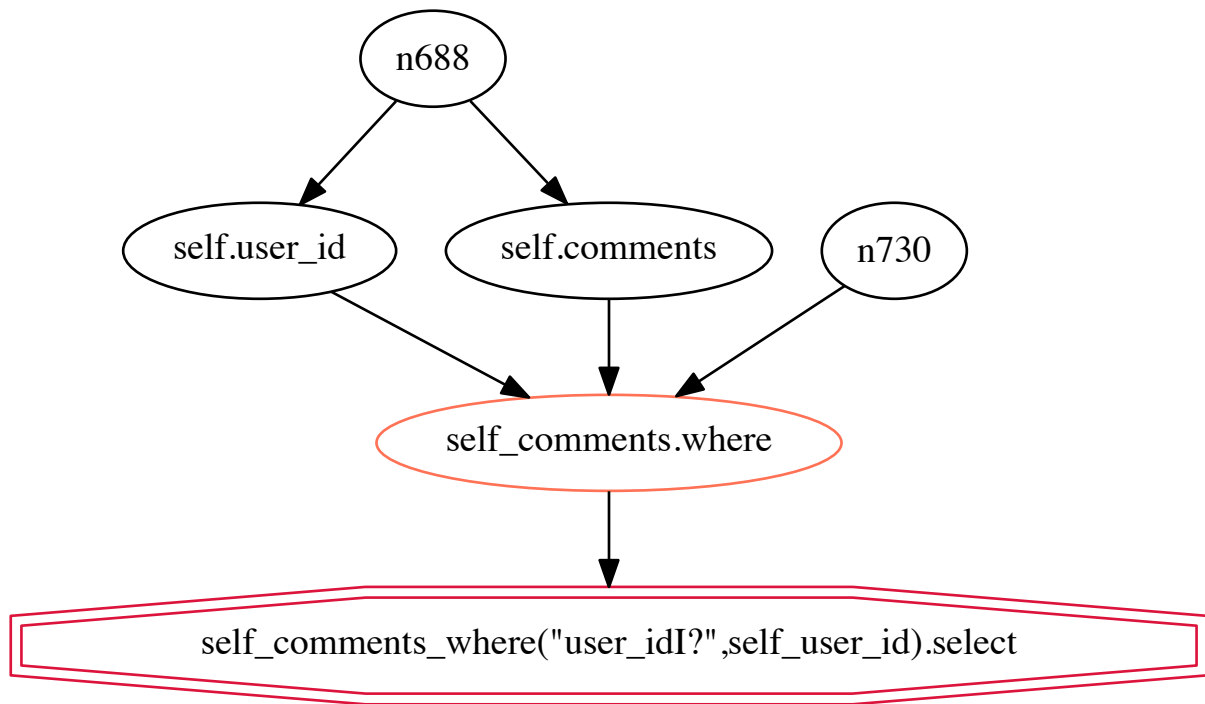 n688
self.user_id
self.comments
n730
self_comments.where
self_comments_where("user_idI?",self_user_id).select